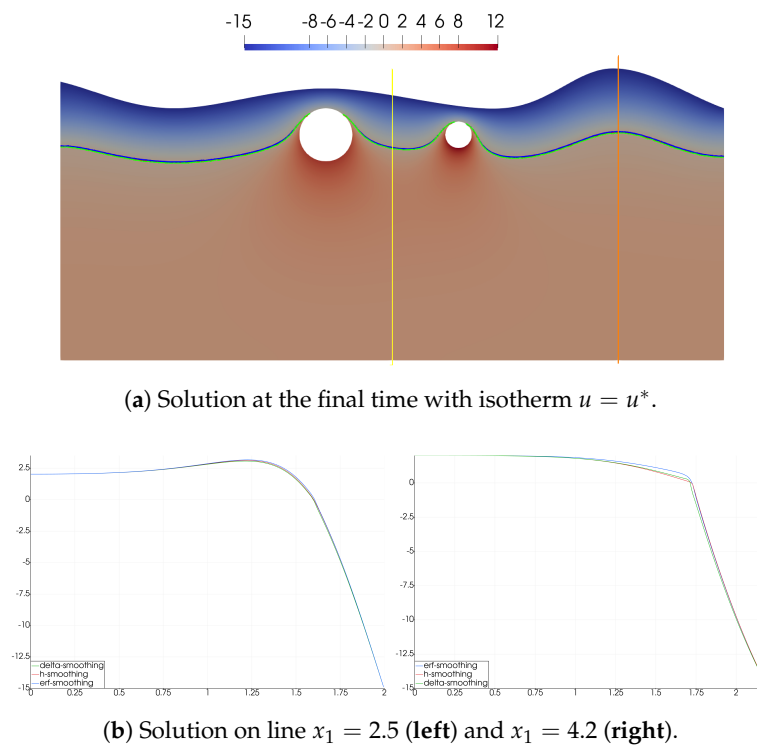 -15 -8 -6 -4 -2 0 2 4 6 8 12
(a) Solution at the final time with isotherm u = u*.
2.5
0
-2.5
-5
-7.5
-10
-12.5
-15
0 0.25 0.5 0.75 1 1.25 1.5 1.75 2
delta-smoothing
h-smoothing
erf-smoothing
0
-2.5
-5
-7.5
-10
-12.5
-15
0 0.25 0.5 0.75 1 1.25 1.5 1.75 2
erf-smoothing
h-smoothing
delta-smoothing
(b) Solution on line x₁ = 2.5 (left) and x₁ = 4.2 (right).